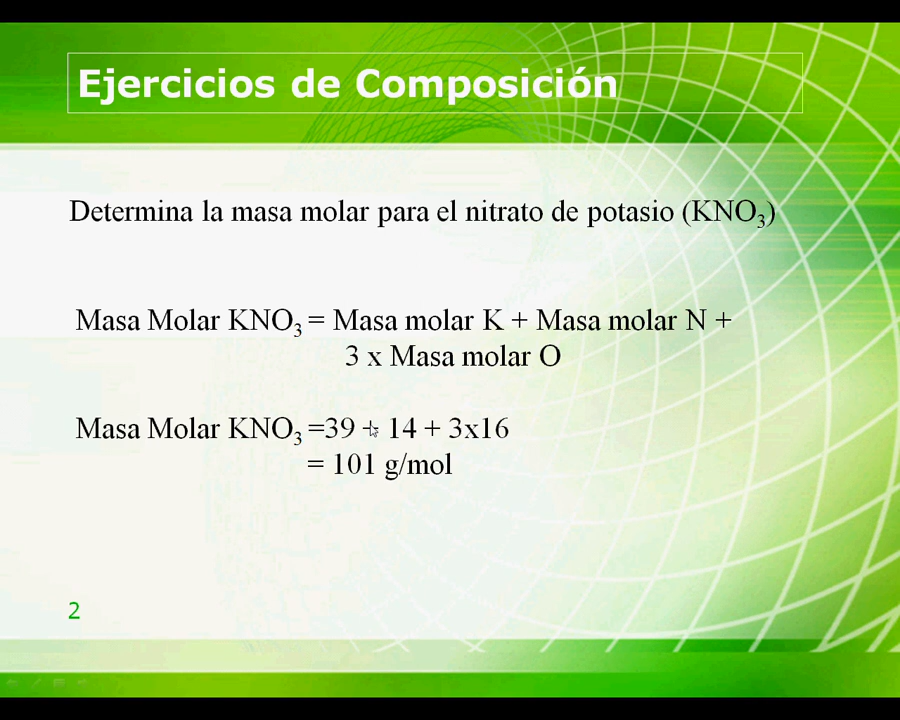 Ejercicios de Composición
Determina la masa molar para el nitrato de potasio (KNO₃)
Masa Molar KNO₃ = Masa molar K + Masa molar N +
3 x Masa molar O
Masa Molar KNO₃ =39 + 14 + 3x16
= 101 g/mol
2